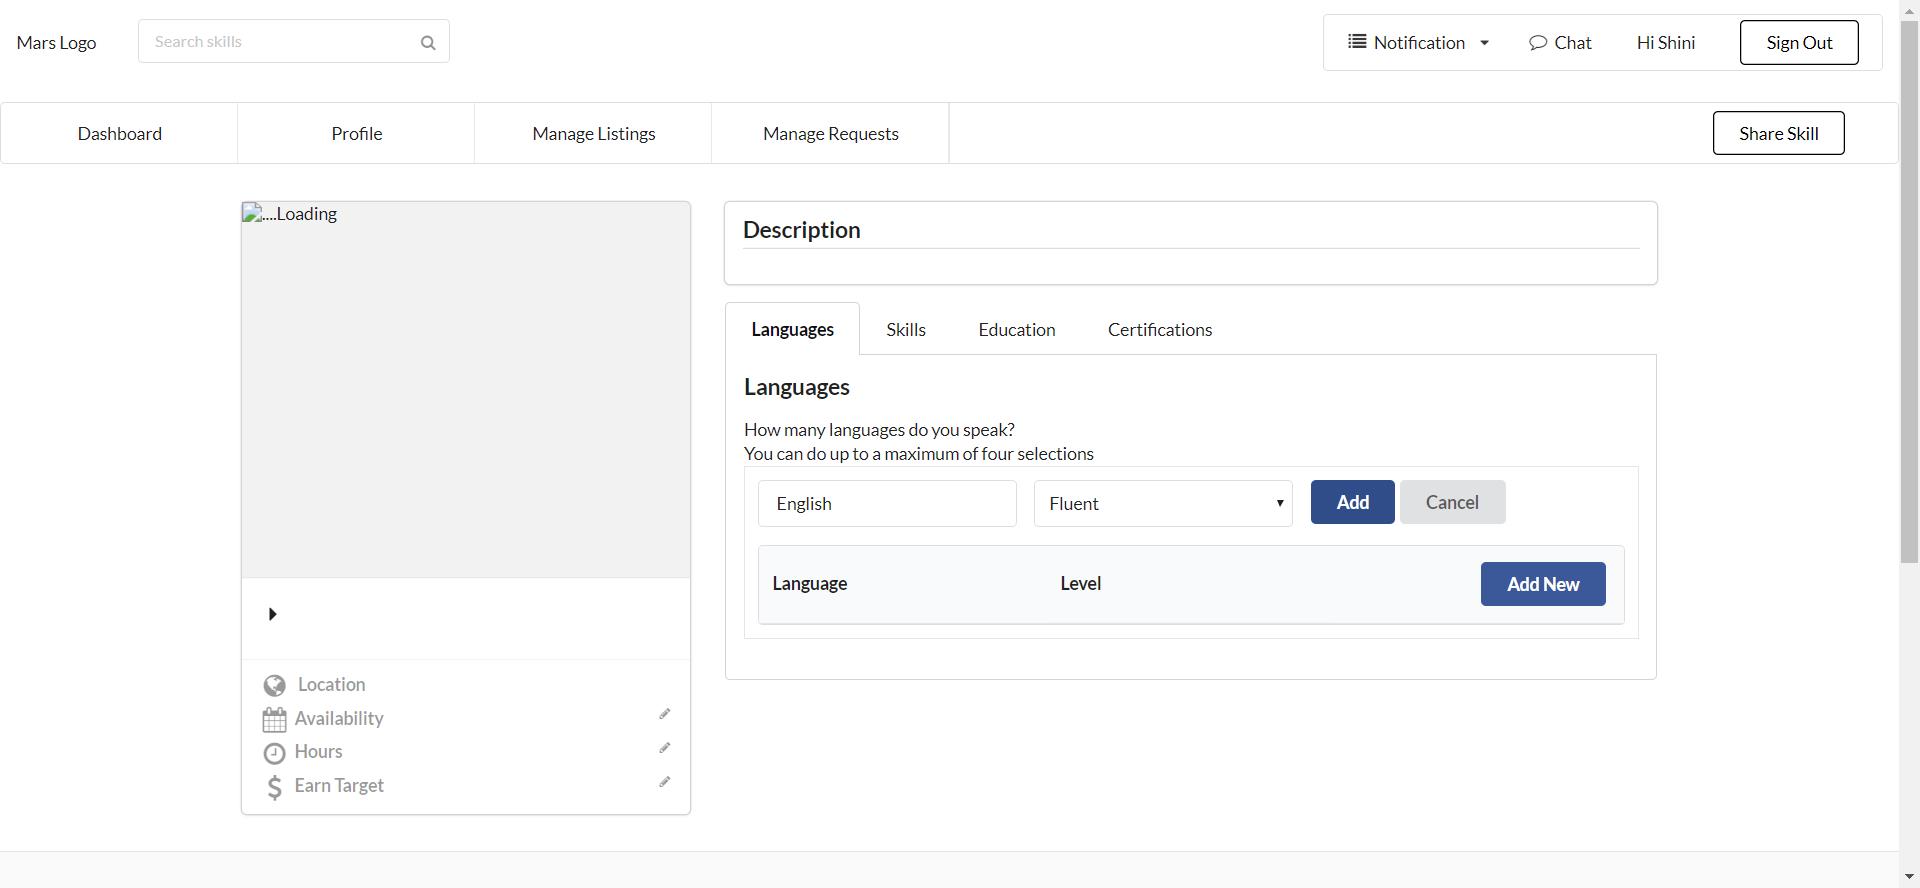 Mars Logo
Search skills
Notification
Chat
Hi Shini
Sign Out
Dashboard
Profile
Manage Listings
Manage Requests
Share Skill
....Loading
Location
Availability
Hours
Earn Target
Description
Languages
Skills
Education
Certifications
Languages
How many languages do you speak?
You can do up to a maximum of four selections
English
Fluent
Add
Cancel
Language
Level
Add New